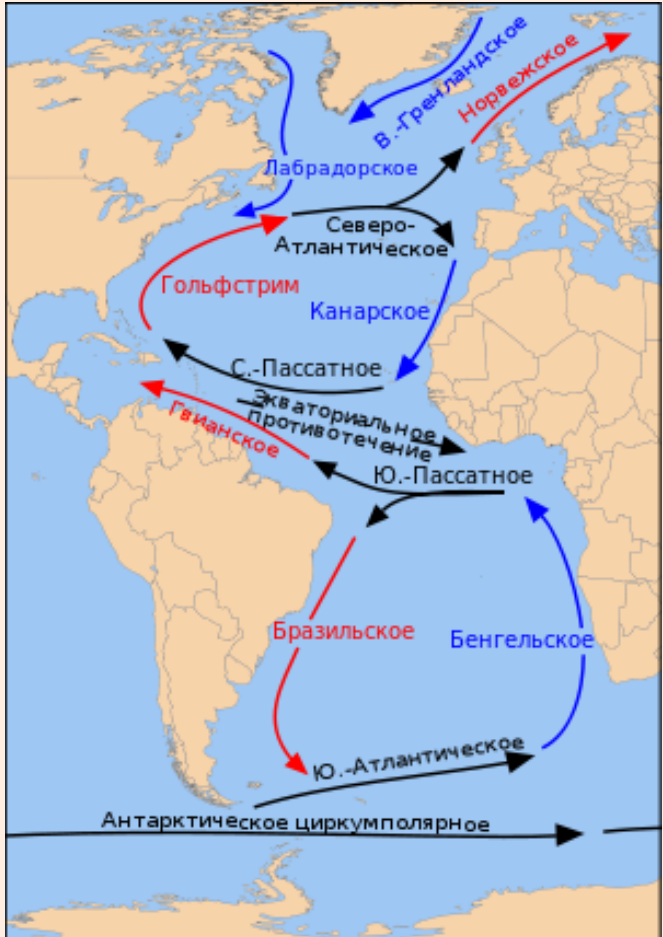 В.-Гренландское
Норвежское
Лабрадорское
Северо-
Атлантическое
Гольфстрим
Канарское
С.-Пассатное
Экваториальное
противотечение
Гвианское
Ю.-Пассатное
Бразильское
Бенгельское
Ю.-Атлантическое
Антарктическое циркумполярное